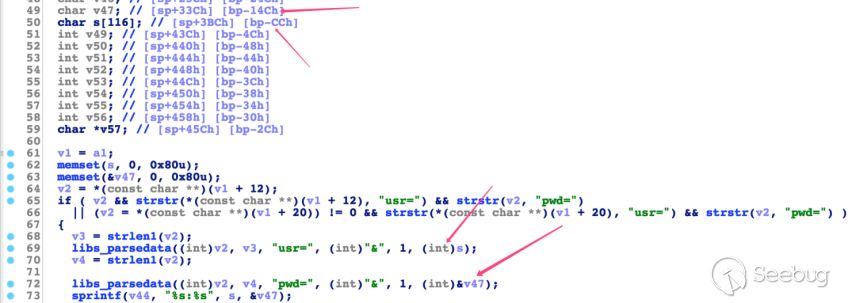 49 char v47; // [sp+33Ch] [bp-14Ch]
50 char s[116]; // [sp+3BCh] [bp-CCh]
51 int v49; // [sp+43Ch] [bp-4Ch]
52 int v50; // [sp+440h] [bp-48h]
53 int v51; // [sp+444h] [bp-44h]
54 int v52; // [sp+448h] [bp-40h]
55 int v53; // [sp+44Ch] [bp-3Ch]
56 int v54; // [sp+450h] [bp-38h]
57 int v55; // [sp+454h] [bp-34h]
58 int v56; // [sp+458h] [bp-30h]
59 char *v57; // [sp+45Ch] [bp-2Ch]
60
61 v1 = a1;
62 memset(s, 0, 0x80u);
63 memset(&v47, 0, 0x80u);
64 v2 = *(const char **)(v1 + 12);
65 if ( v2 && strstr(*(const char **)(v1 + 12), "usr=") && strstr(v2, "pwd=")
66 || (v2 = *(const char **)(v1 + 20)) != 0 && strstr(*(const char **)(v1 + 20), "usr=") && strstr(v2, "pwd=") )
67 {
68 v3 = strlen1(v2);
69 libs_parsedata((int)v2, v3, "usr=", (int)"&", 1, (int)s);
70 v4 = strlen1(v2);
71
72 libs_parsedata((int)v2, v4, "pwd=", (int)"&", 1, (int)&v47);
73 sprintf(v44, "%s:%s", s, &v47);
Seebug